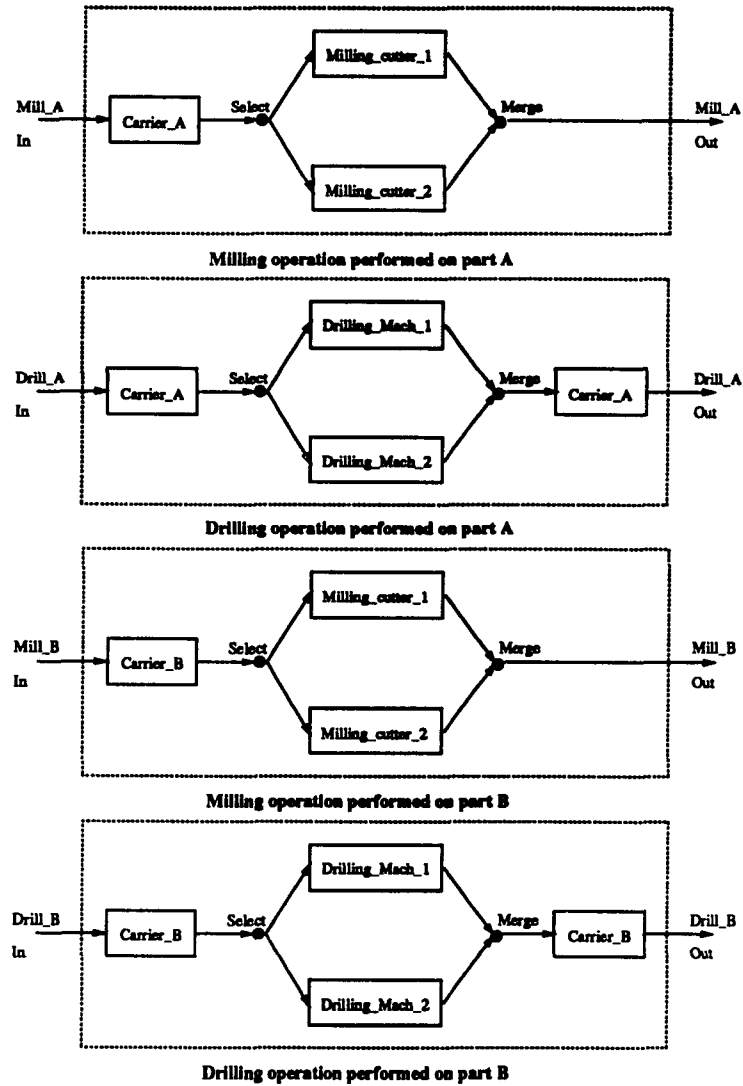 Milling_cutter_1
Mill_A
Select
Merge
Mill_A
Carrier_A
In
Out
Milling_cutter_2
Milling operation performed on part A
Drilling_Mach_1
Drill_A
Select
Merge
Drill_A
Carrier_A
Carrier_A
In
Out
Drilling_Mach_2
Drilling operation performed on part A
Milling_cutter_1
Mill_B
Select
Merge
Mill_B
Carrier_B
In
Out
Milling_cutter_2
Milling operation performed on part B
Drilling_Mach_1
Drill_B
Select
Merge
Drill_B
Carrier_B
Carrier_B
In
Out
Drilling_Mach_2
Drilling operation performed on part B